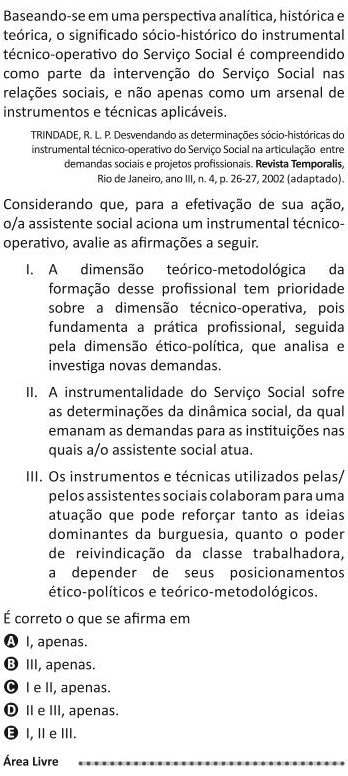 Baseando-se em uma perspectiva analítica, histórica e
teórica, o significado sócio-histórico do instrumental
técnico-operativo do Serviço Social é compreendido
como parte da intervenção do Serviço Social nas
relações sociais, e não apenas como um arsenal de
instrumentos e técnicas aplicáveis.
TRINDADE, R. L. P. Desvendando as determinações sócio-históricas do
instrumental técnico-operativo do Serviço Social na articulação entre
demandas sociais e projetos profissionais. Revista Temporalis,
Rio de Janeiro, ano III, n. 4, p. 26-27, 2002 (adaptado).
Considerando que, para a efetivação de sua ação,
o/a assistente social aciona um instrumental técnico-
operativo, avalie as afirmações a seguir.
I. A dimensão teórico-metodológica da
formação desse profissional tem prioridade
sobre a dimensão técnico-operativa, pois
fundamenta a prática profissional, seguida
pela dimensão ético-política, que analisa e
investiga novas demandas.
II. A instrumentalidade do Serviço Social sofre
as determinações da dinâmica social, da qual
emanam as demandas para as instituições nas
quais a/o assistente social atua.
III. Os instrumentos e técnicas utilizados pelas/
pelos assistentes sociais colaboram para uma
atuação que pode reforçar tanto as ideias
dominantes da burguesia, quanto o poder
de reivindicação da classe trabalhadora,
a depender de seus posicionamentos
ético-políticos e teórico-metodológicos.
É correto o que se afirma em
A I, apenas.
B III, apenas.
C I e II, apenas.
D II e III, apenas.
E I, II e III.
Área Livre